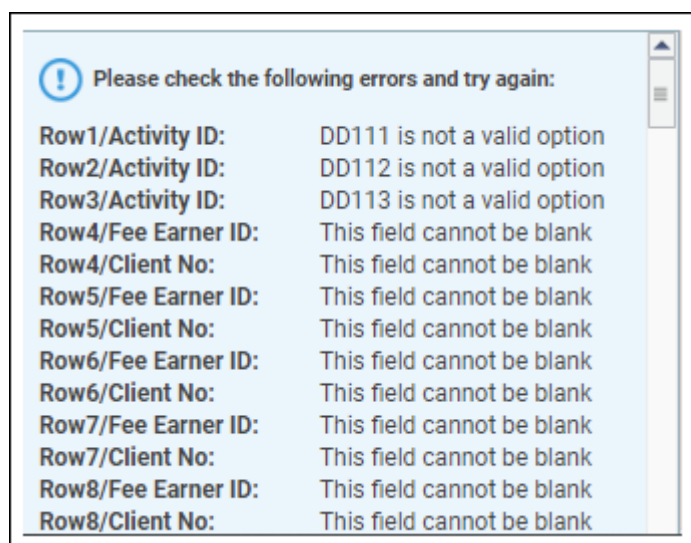 Please check the following errors and try again:
Row1/Activity ID: DD111 is not a valid option
Row2/Activity ID: DD112 is not a valid option
Row3/Activity ID: DD113 is not a valid option
Row4/Fee Earner ID: This field cannot be blank
Row4/Client No: This field cannot be blank
Row5/Fee Earner ID: This field cannot be blank
Row5/Client No: This field cannot be blank
Row6/Fee Earner ID: This field cannot be blank
Row6/Client No: This field cannot be blank
Row7/Fee Earner ID: This field cannot be blank
Row7/Client No: This field cannot be blank
Row8/Fee Earner ID: This field cannot be blank
Row8/Client No: This field cannot be blank